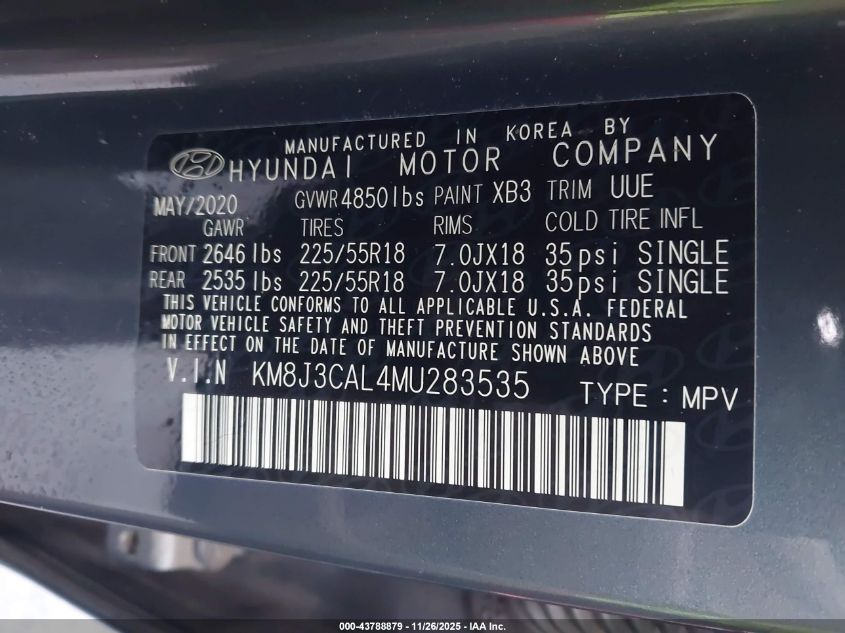 MANUFACTURED IN KOREA BY
HYUNDAI MOTOR COMPANY
MAY/2020 GVWR 4850lbs PAINT XB3 TRIM UUE
GAWR TIRES RIMS COLD TIRE INFL
FRONT 2646 lbs 225/55R18 7.0JX18 35psi SINGLE
REAR 2535 lbs 225/55R18 7.0JX18 35psi SINGLE
THIS VEHICLE CONFORMS TO ALL APPLICABLE U.S.A. FEDERAL
MOTOR VEHICLE SAFETY AND THEFT PREVENTION STANDARDS
IN EFFECT ON THE DATE OF MANUFACTURE SHOWN ABOVE
V.I.N KM8J3CAL4MU283535 TYPE : MPV
000-43788879 - 11/26/2025 - IAA Inc.